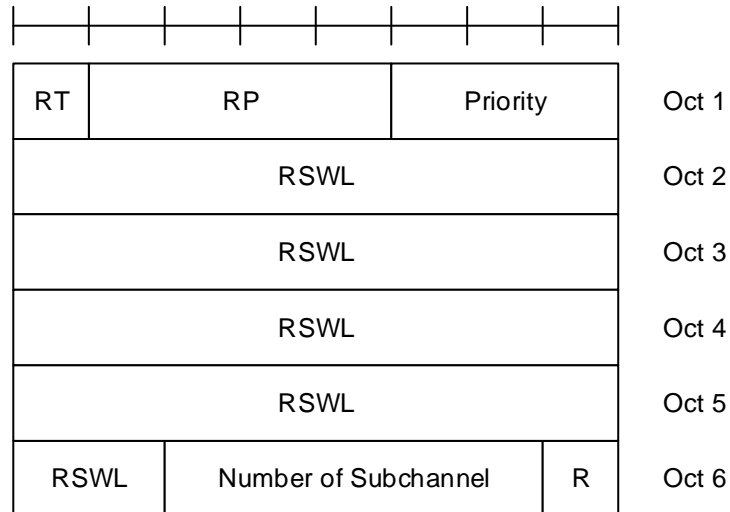 RT RP Priority Oct 1
RSWL Oct 2
RSWL Oct 3
RSWL Oct 4
RSWL Oct 5
RSWL Number of Subchannel R Oct 6